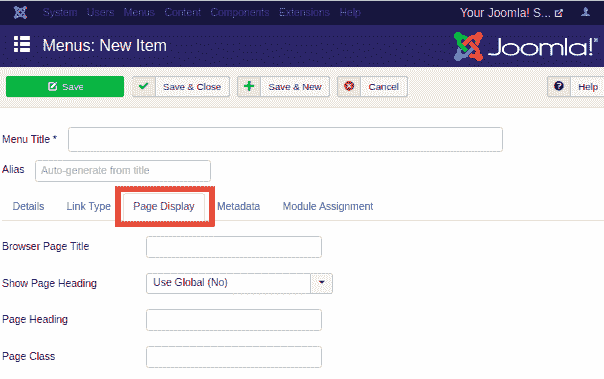 System Users Menus Content Components Extensions Help Your Joomla! S...
Menus: New Item Joomla!®
Save Save & Close Save & New Cancel Help
Menu Title *
Alias Auto-generate from title
Details Link Type Page Display Metadata Module Assignment
Browser Page Title
Show Page Heading Use Global (No)
Page Heading
Page Class